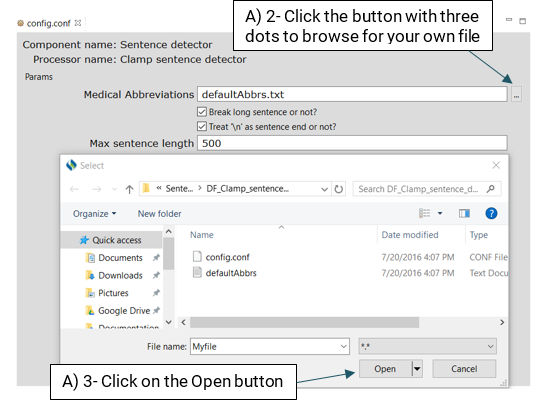 A) 2- Click the button with three
dots to browse for your own file
config.conf
Component name: Sentence detector
Processor name: Clamp sentence detector
Params
Medical Abbreviations defaultAbbrs.txt ...
Break long sentence or not?
Treat '\n' as sentence end or not?
Max sentence length 500
Select
« Sente... › DF_Clamp_sentence... Search DF_Clamp_sentence_d...
Organize New folder
Quick access
Documents
Downloads
Pictures
Google Drive
Documentation
Name Date modified Type
config.conf 7/20/2016 4:07 PM CONF File
defaultAbbrs 7/20/2016 4:07 PM Text Docu
File name: Myfile *.*
Open Cancel
A) 3- Click on the Open button